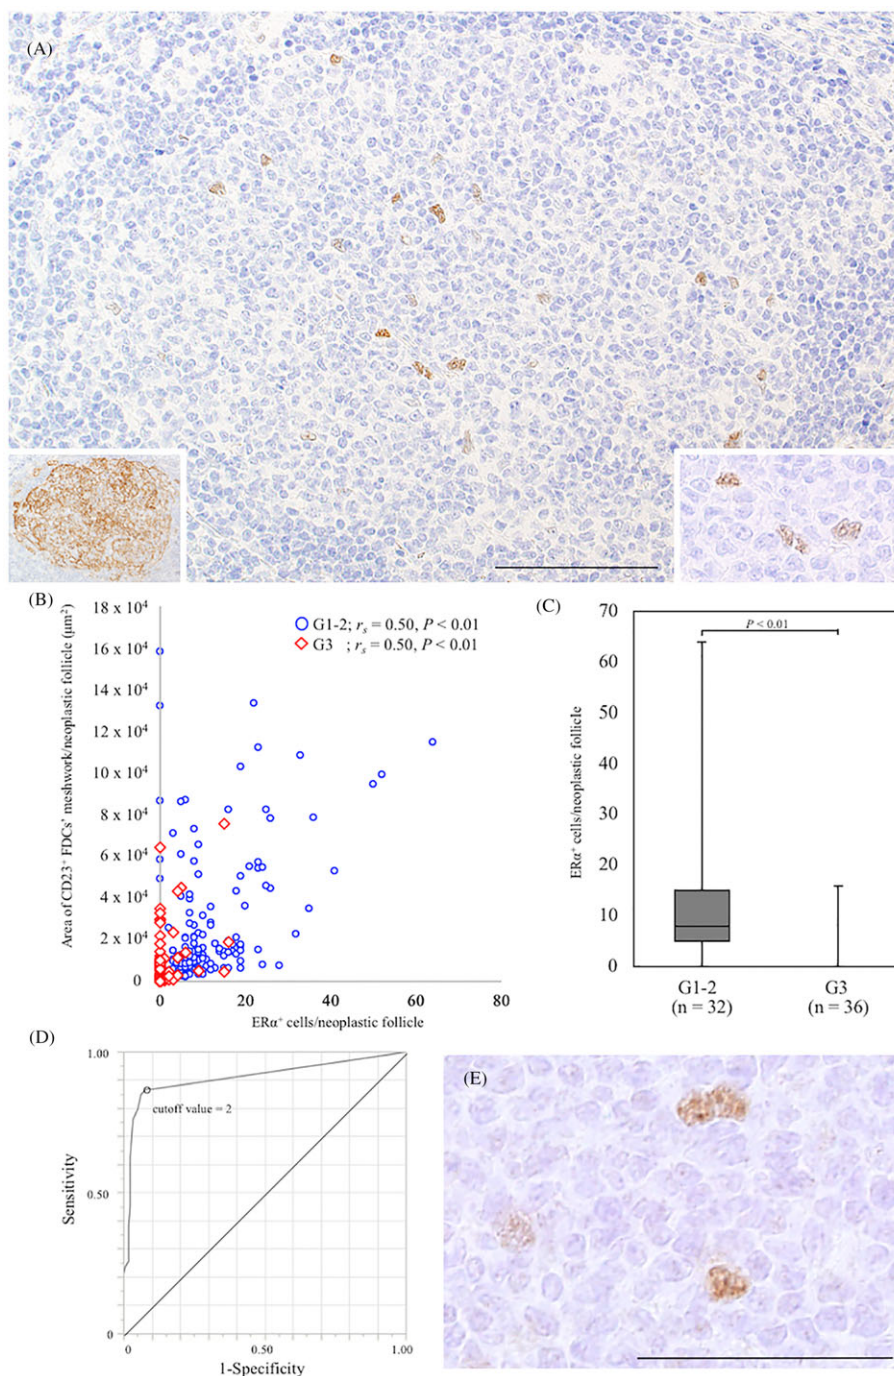 (A)
(B)
18 x 10⁴
16 x 10⁴
14 x 10⁴
12 x 10⁴
10 x 10⁴
8 x 10⁴
6 x 10⁴
4 x 10⁴
2 x 10⁴
0
Area of CD23⁺ FDCs' meshwork/neoplastic follicle (μm²)
G1-2; rₛ = 0.50, P < 0.01
G3 ; rₛ = 0.50, P < 0.01
0 20 40 60 80
ERα⁺ cells/neoplastic follicle
(C)
70
60
50
40
30
20
10
0
ERα⁺ cells/neoplastic follicle
P < 0.01
G1-2 G3
(n = 32) (n = 36)
(D)
1.00
0.50
0
Sensitivity
cutoff value = 2
0 0.50 1.00
1-Specificity
(E)